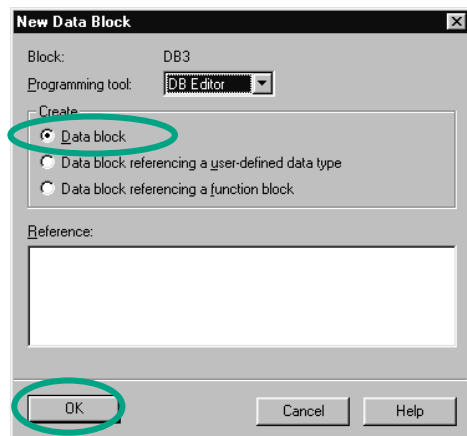 New Data Block
Block: DB3
Programming tool: DB Editor
Create
Data block
Data block referencing a user-defined data type
Data block referencing a function block
Reference:
OK Cancel Help